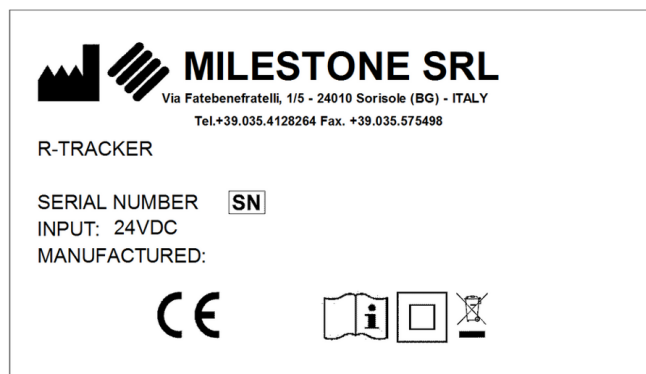 MILESTONE SRL
Via Fatebenefratelli, 1/5 - 24010 Sorisole (BG) - ITALY
Tel.+39.035.4128264 Fax. +39.035.575498
R-TRACKER
SERIAL NUMBER SN
INPUT: 24VDC
MANUFACTURED:
CE
i